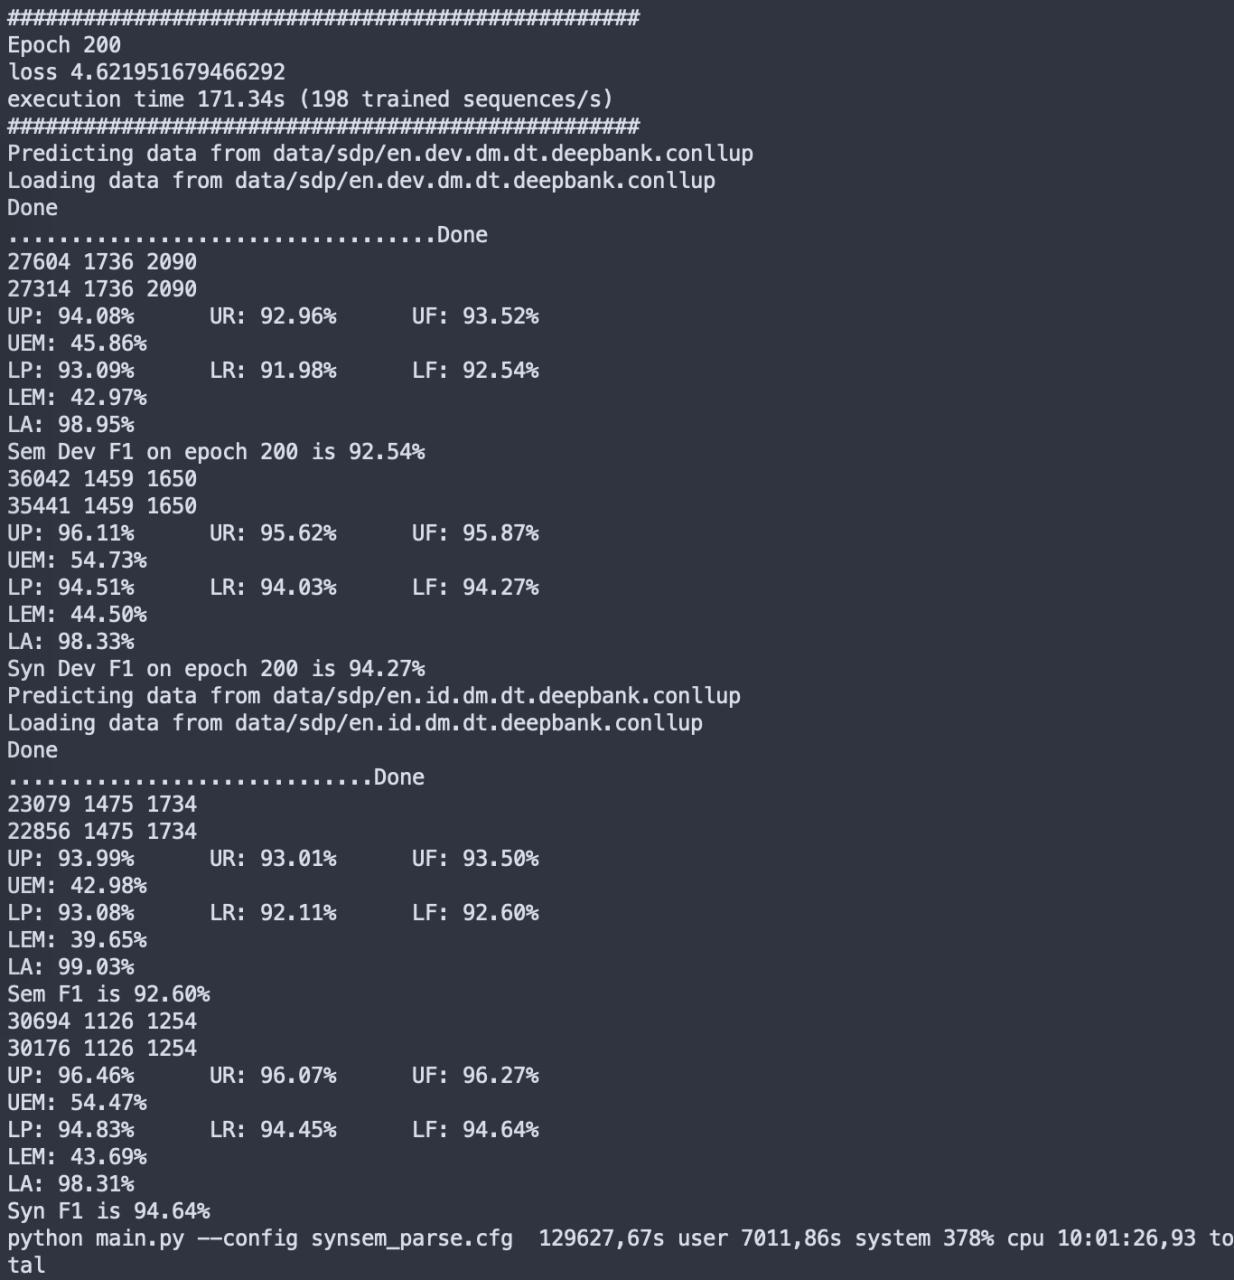 ##################################################
Epoch 200
loss 4.621951679466292
execution time 171.34s (198 trained sequences/s)
##################################################
Predicting data from data/sdp/en.dev.dm.dt.deepbank.conllup
Loading data from data/sdp/en.dev.dm.dt.deepbank.conllup
Done
..................................Done
27604 1736 2090
27314 1736 2090
UP: 94.08%      UR: 92.96%      UF: 93.52%
UEM: 45.86%
LP: 93.09%      LR: 91.98%      LF: 92.54%
LEM: 42.97%
LA: 98.95%
Sem Dev F1 on epoch 200 is 92.54%
36042 1459 1650
35441 1459 1650
UP: 96.11%      UR: 95.62%      UF: 95.87%
UEM: 54.73%
LP: 94.51%      LR: 94.03%      LF: 94.27%
LEM: 44.50%
LA: 98.33%
Syn Dev F1 on epoch 200 is 94.27%
Predicting data from data/sdp/en.id.dm.dt.deepbank.conllup
Loading data from data/sdp/en.id.dm.dt.deepbank.conllup
Done
.............................Done
23079 1475 1734
22856 1475 1734
UP: 93.99%      UR: 93.01%      UF: 93.50%
UEM: 42.98%
LP: 93.08%      LR: 92.11%      LF: 92.60%
LEM: 39.65%
LA: 99.03%
Sem F1 is 92.60%
30694 1126 1254
30176 1126 1254
UP: 96.46%      UR: 96.07%      UF: 96.27%
UEM: 54.47%
LP: 94.83%      LR: 94.45%      LF: 94.64%
LEM: 43.69%
LA: 98.31%
Syn F1 is 94.64%
python main.py --config synsem_parse.cfg  129627,67s user 7011,86s system 378% cpu 10:01:26,93 to
tal